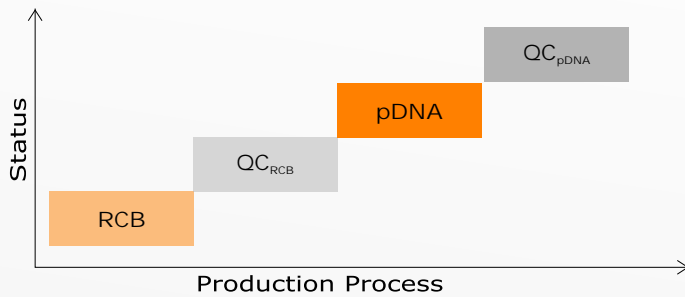 QCpDNA
pDNA
QCRCB
RCB
Status
Production Process